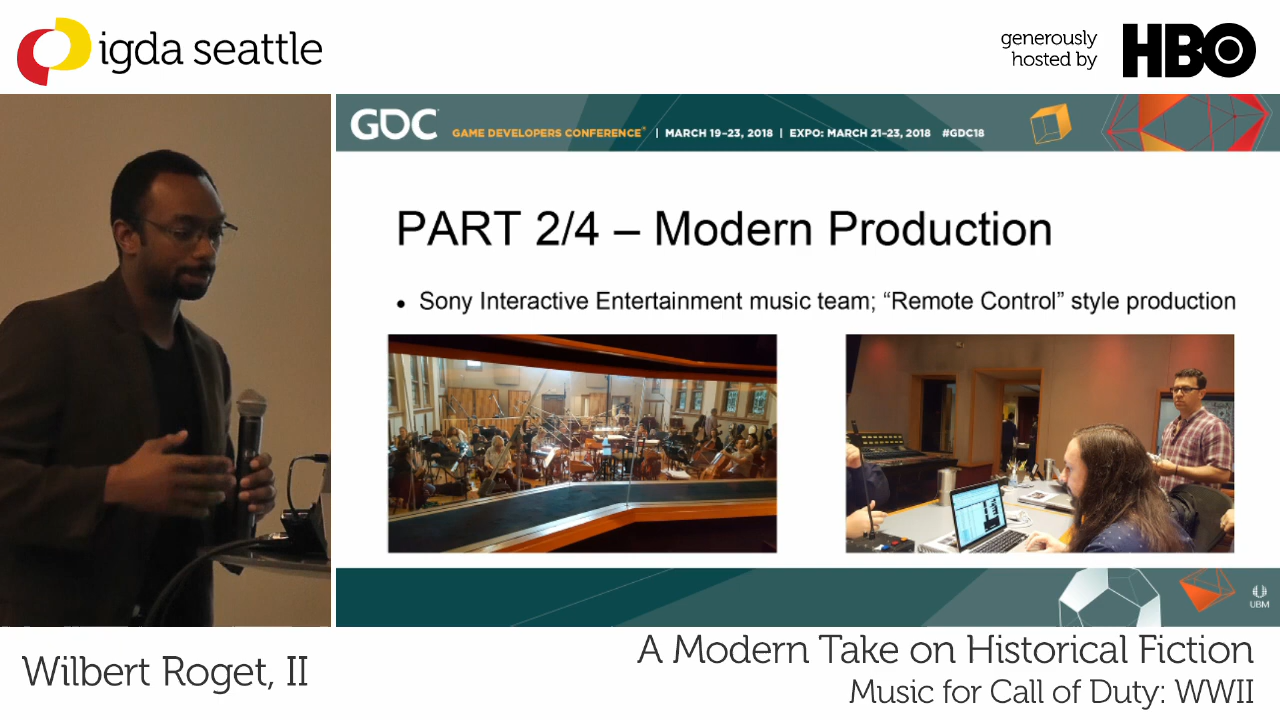 igda seattle
generously
hosted by
HBO
GDC
GAME DEVELOPERS CONFERENCE® | MARCH 19–23, 2018 | EXPO: MARCH 21–23, 2018 #GDC18
PART 2/4 – Modern Production
• Sony Interactive Entertainment music team; “Remote Control” style production
UBM
Wilbert Roget, II
A Modern Take on Historical Fiction
Music for Call of Duty: WWII